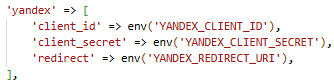 'yandex' => [
    'client_id' => env('YANDEX_CLIENT_ID'),
    'client_secret' => env('YANDEX_CLIENT_SECRET'),
    'redirect' => env('YANDEX_REDIRECT_URI'),
],